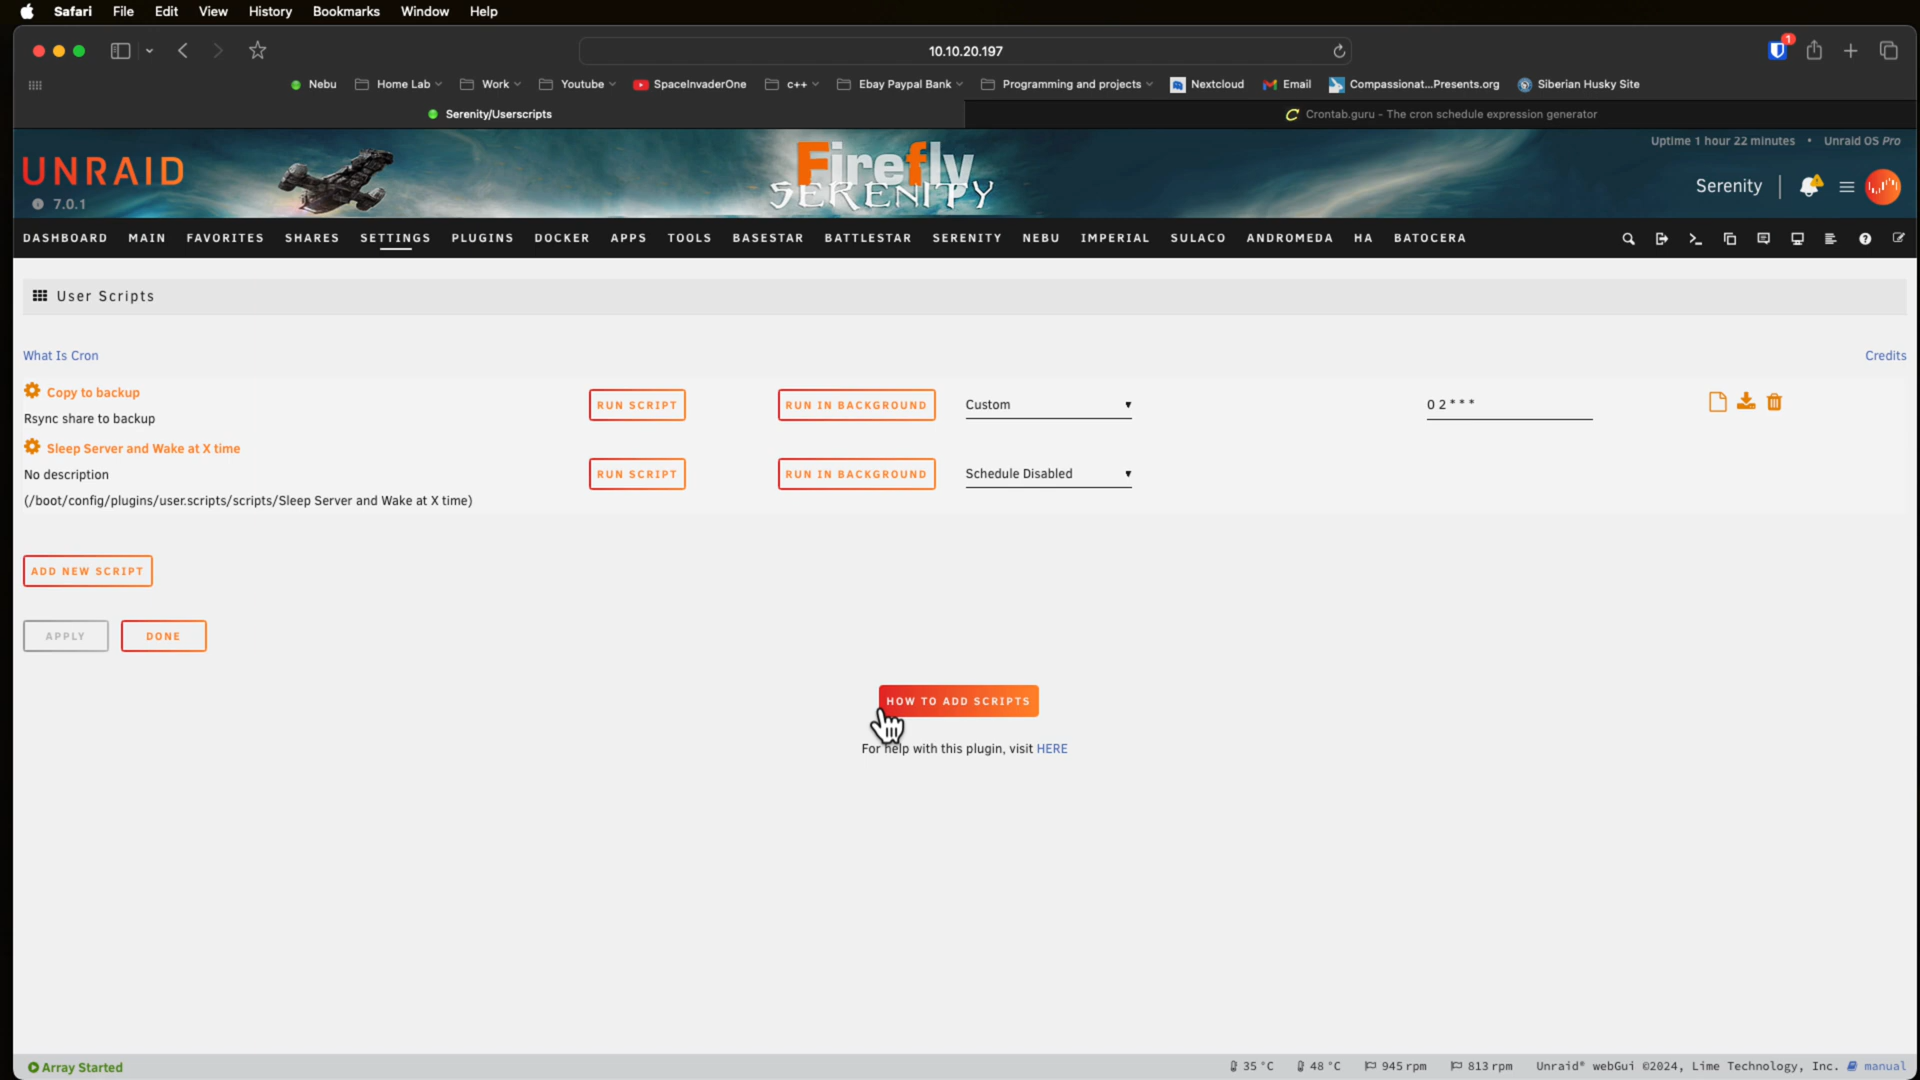 Safari File Edit View History Bookmarks Window Help
10.10.20.197
1
Nebu Home Lab Work Youtube SpaceInvaderOne c++ Ebay Paypal Bank Programming and projects Nextcloud Email Compassionat...Presents.org Siberian Husky Site
Serenity/Userscripts
Crontab.guru - The cron schedule expression generator
UNRAID
7.0.1
Firefly
SERENITY
Uptime 1 hour 22 minutes • Unraid OS Pro
Serenity
DASHBOARD MAIN FAVORITES SHARES SETTINGS PLUGINS DOCKER APPS TOOLS BASESTAR BATTLESTAR SERENITY NEBU IMPERIAL SULACO ANDROMEDA HA BATOCERA
User Scripts
What Is Cron
Credits
Copy to backup
Rsync share to backup
RUN SCRIPT RUN IN BACKGROUND Custom 0 2 * * *
Sleep Server and Wake at X time
No description
RUN SCRIPT RUN IN BACKGROUND Schedule Disabled
(/boot/config/plugins/user.scripts/scripts/Sleep Server and Wake at X time)
ADD NEW SCRIPT
APPLY DONE
HOW TO ADD SCRIPTS
For help with this plugin, visit HERE
Array Started
35 °C 48 °C 945 rpm 813 rpm Unraid® webGui ©2024, Lime Technology, Inc. manual